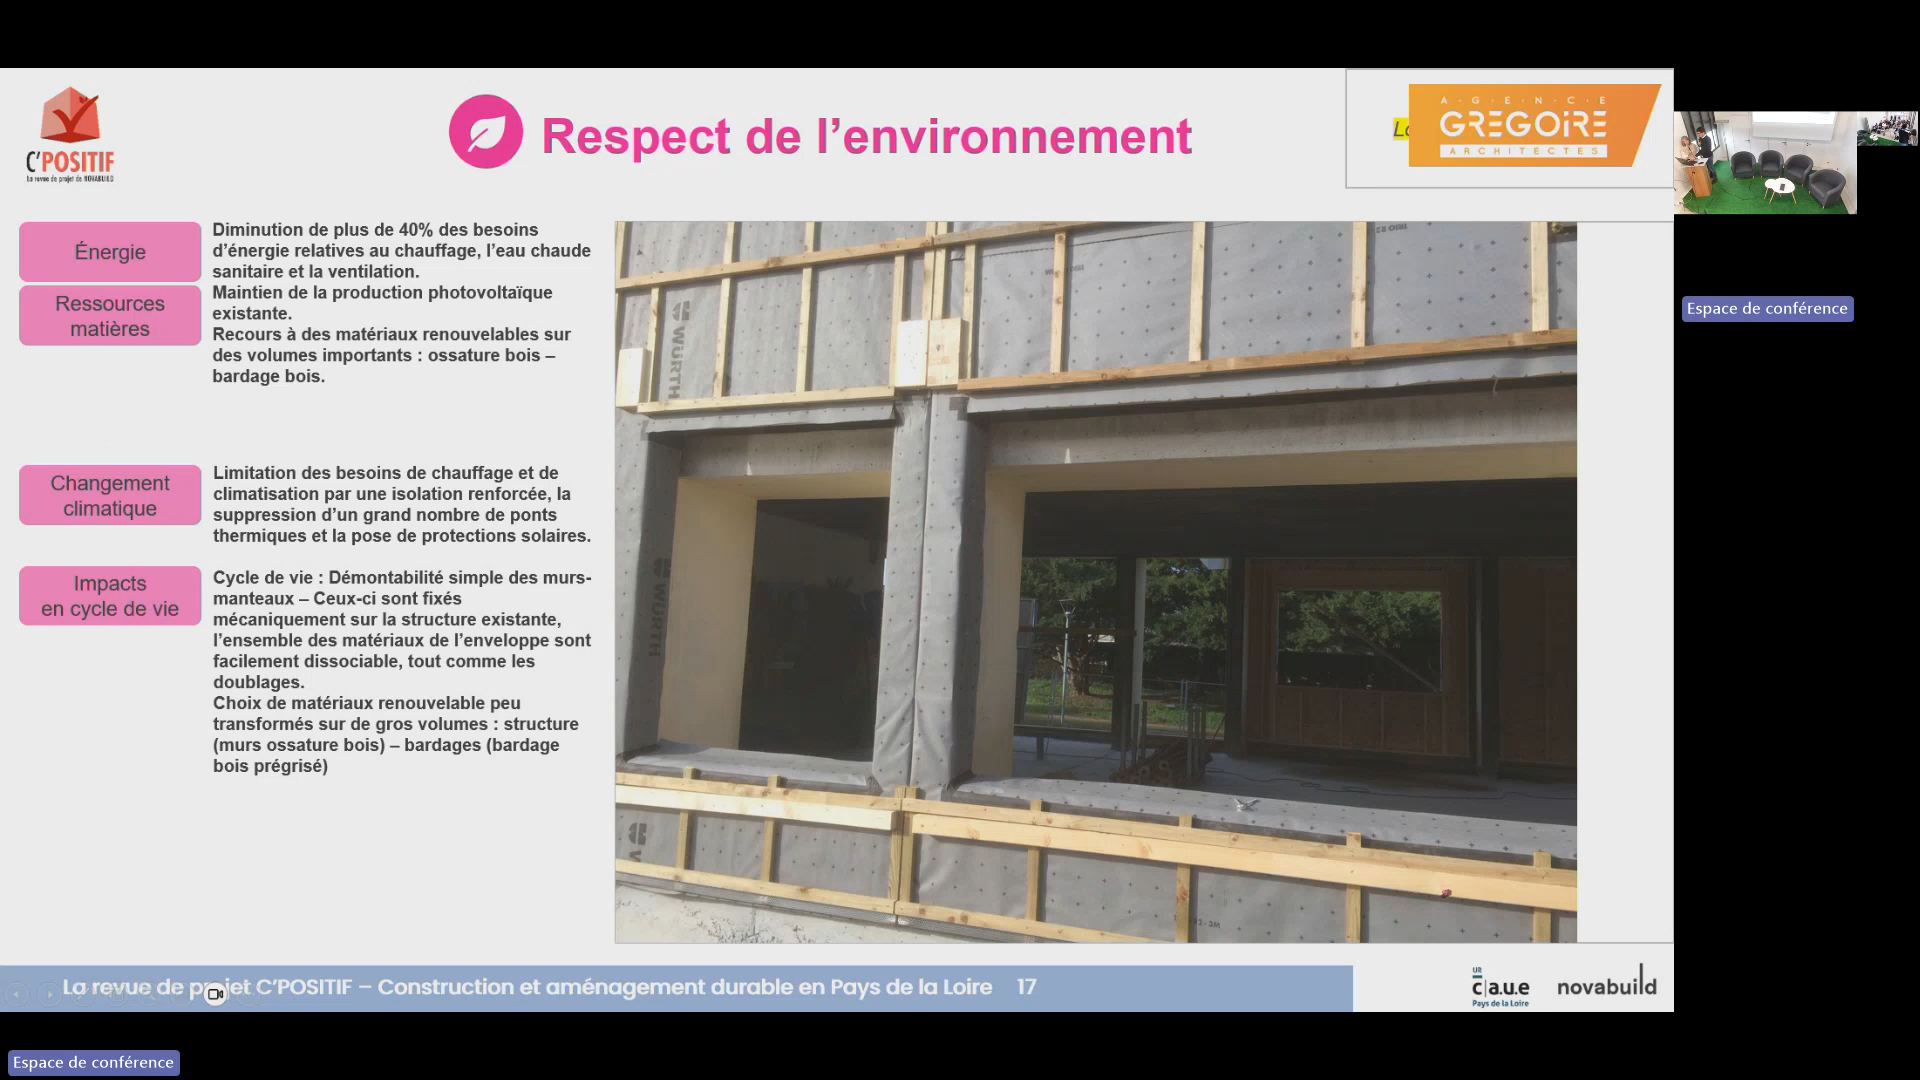 C'POSITIF
La revue de projet de NOVABUILD
Respect de l'environnement
Lo
A·G·E·N·C·E
GREGOIRE
ARCHITECTES
Énergie
Diminution de plus de 40% des besoins
d'énergie relatives au chauffage, l'eau chaude
sanitaire et la ventilation.
Ressources
matières
Maintien de la production photovoltaïque
existante.
Recours à des matériaux renouvelables sur
des volumes importants : ossature bois –
bardage bois.
Changement
climatique
Limitation des besoins de chauffage et de
climatisation par une isolation renforcée, la
suppression d'un grand nombre de ponts
thermiques et la pose de protections solaires.
Impacts
en cycle de vie
Cycle de vie : Démontabilité simple des murs-
manteaux – Ceux-ci sont fixés
mécaniquement sur la structure existante,
l'ensemble des matériaux de l'enveloppe sont
facilement dissociable, tout comme les
doublages.
Choix de matériaux renouvelable peu
transformés sur de gros volumes : structure
(murs ossature bois) – bardages (bardage
bois prégrisé)
WÜRTH
WÜRTH
La revue de projet C'POSITIF – Construction et aménagement durable en Pays de la Loire 17
UR
c|a.u.e
Pays de la Loire
novabuild
Espace de conférence
Espace de conférence